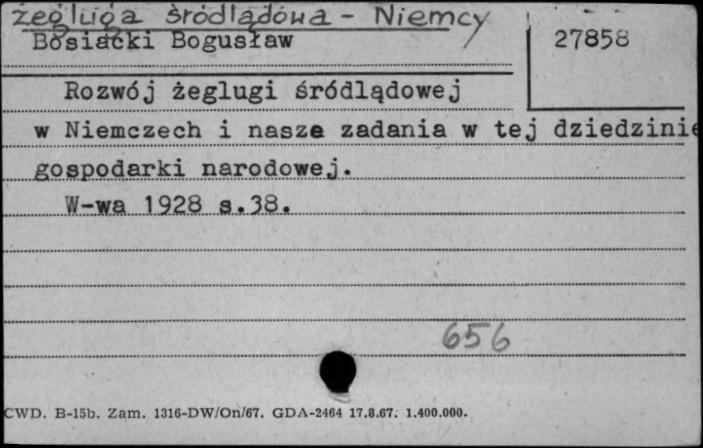 żegluga śródlądowa - Niemcy
Bosiacki Bogusław
27858
Rozwój żeglugi śródlądowej
w Niemczech i nasze zadania w tej dziedzinie
gospodarki narodowej.
W-wa 1928 s.38.
656
CWD. B-15b. Zam. 1316-DW/On/67. GDA-2464 17.8.67. 1.400.000.